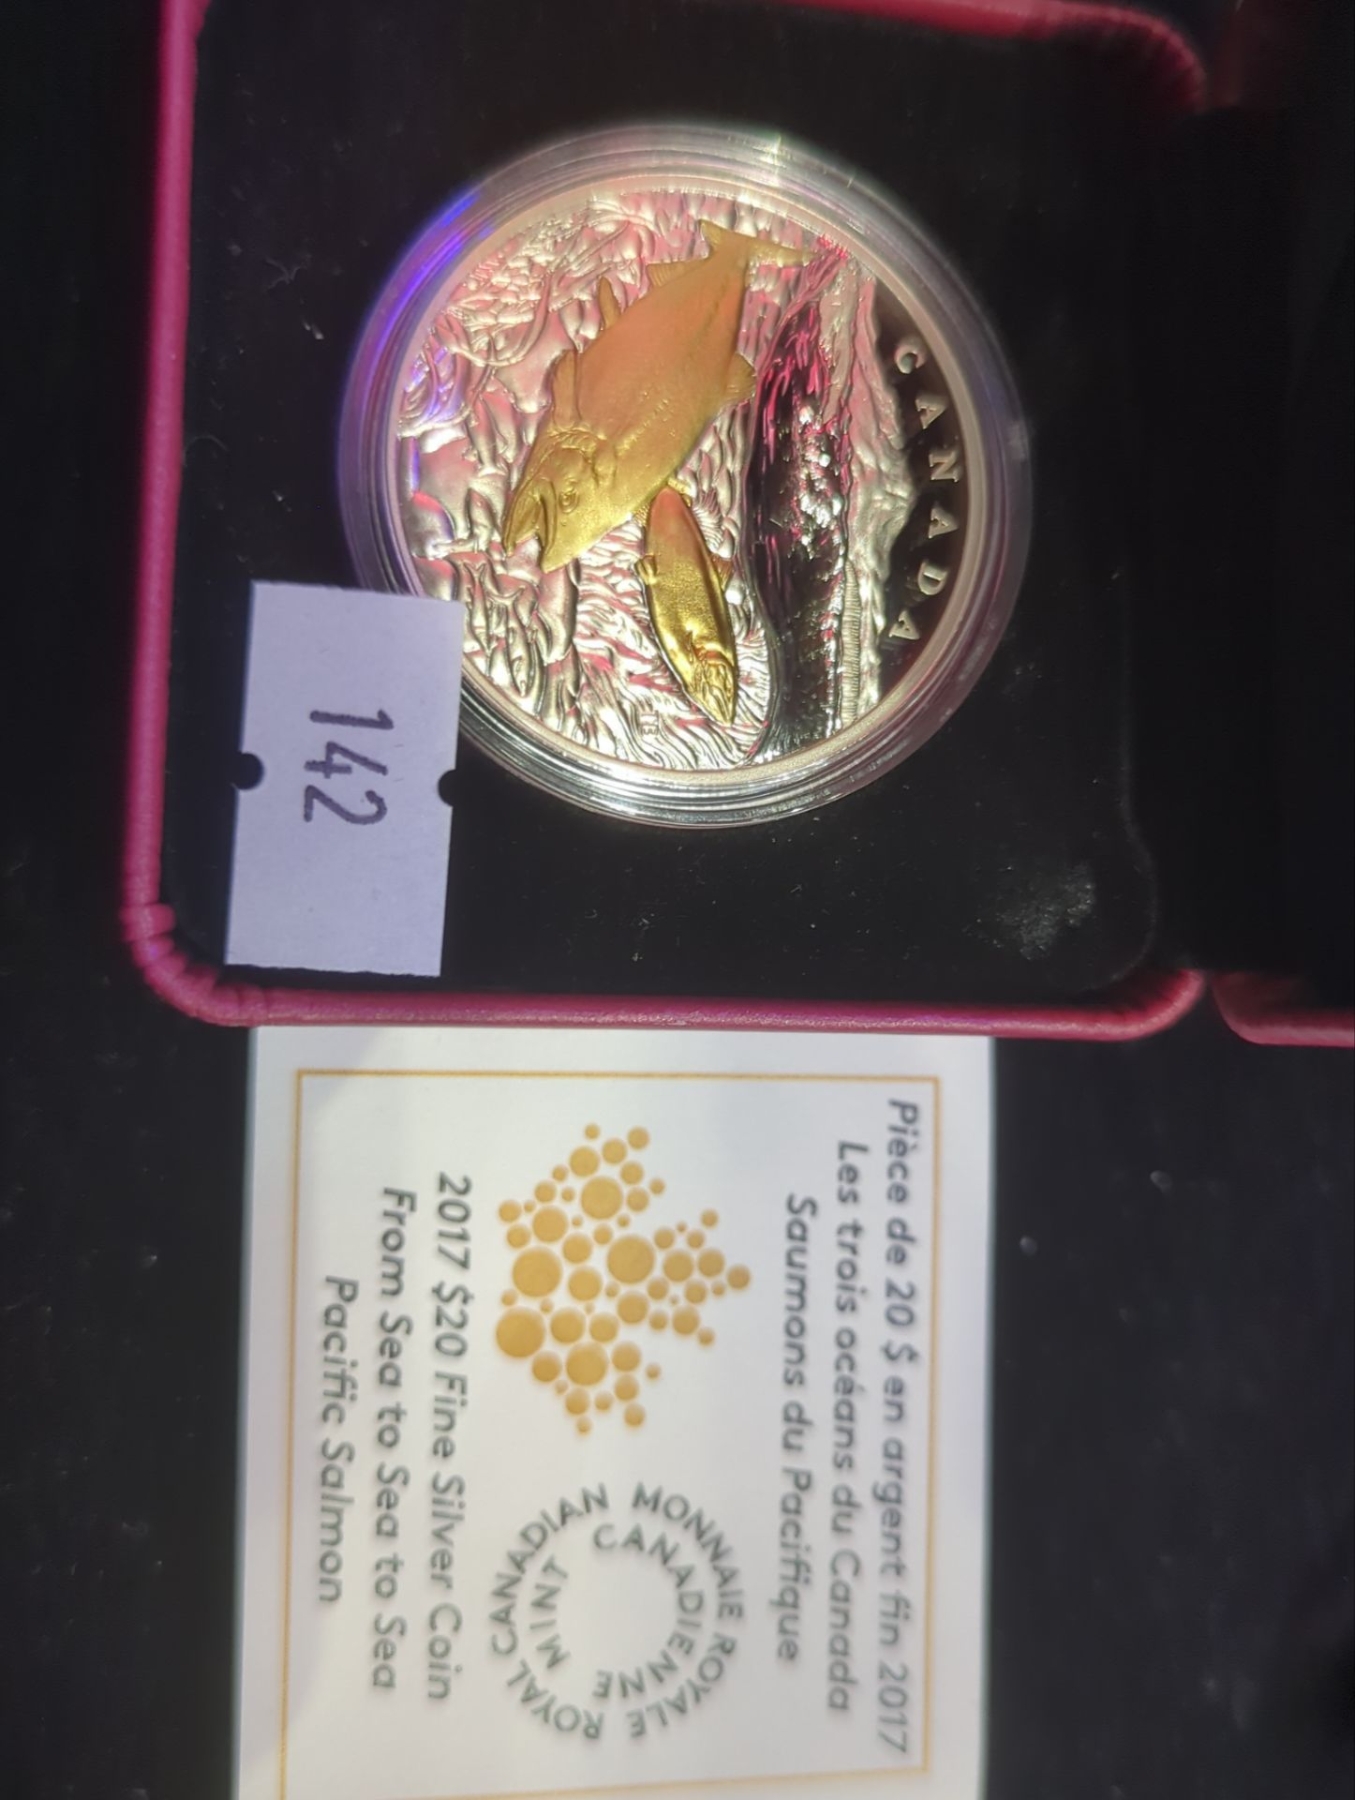 CANADA
142
Pièce de 20 $ en argent fin 2017
Les trois océans du Canada
Saumons du Pacifique
MONNAIE ROYALE
CANADIENNE
ROYAL CANADIAN
MINT
2017 $20 Fine Silver Coin
From Sea to Sea to Sea
Pacific Salmon